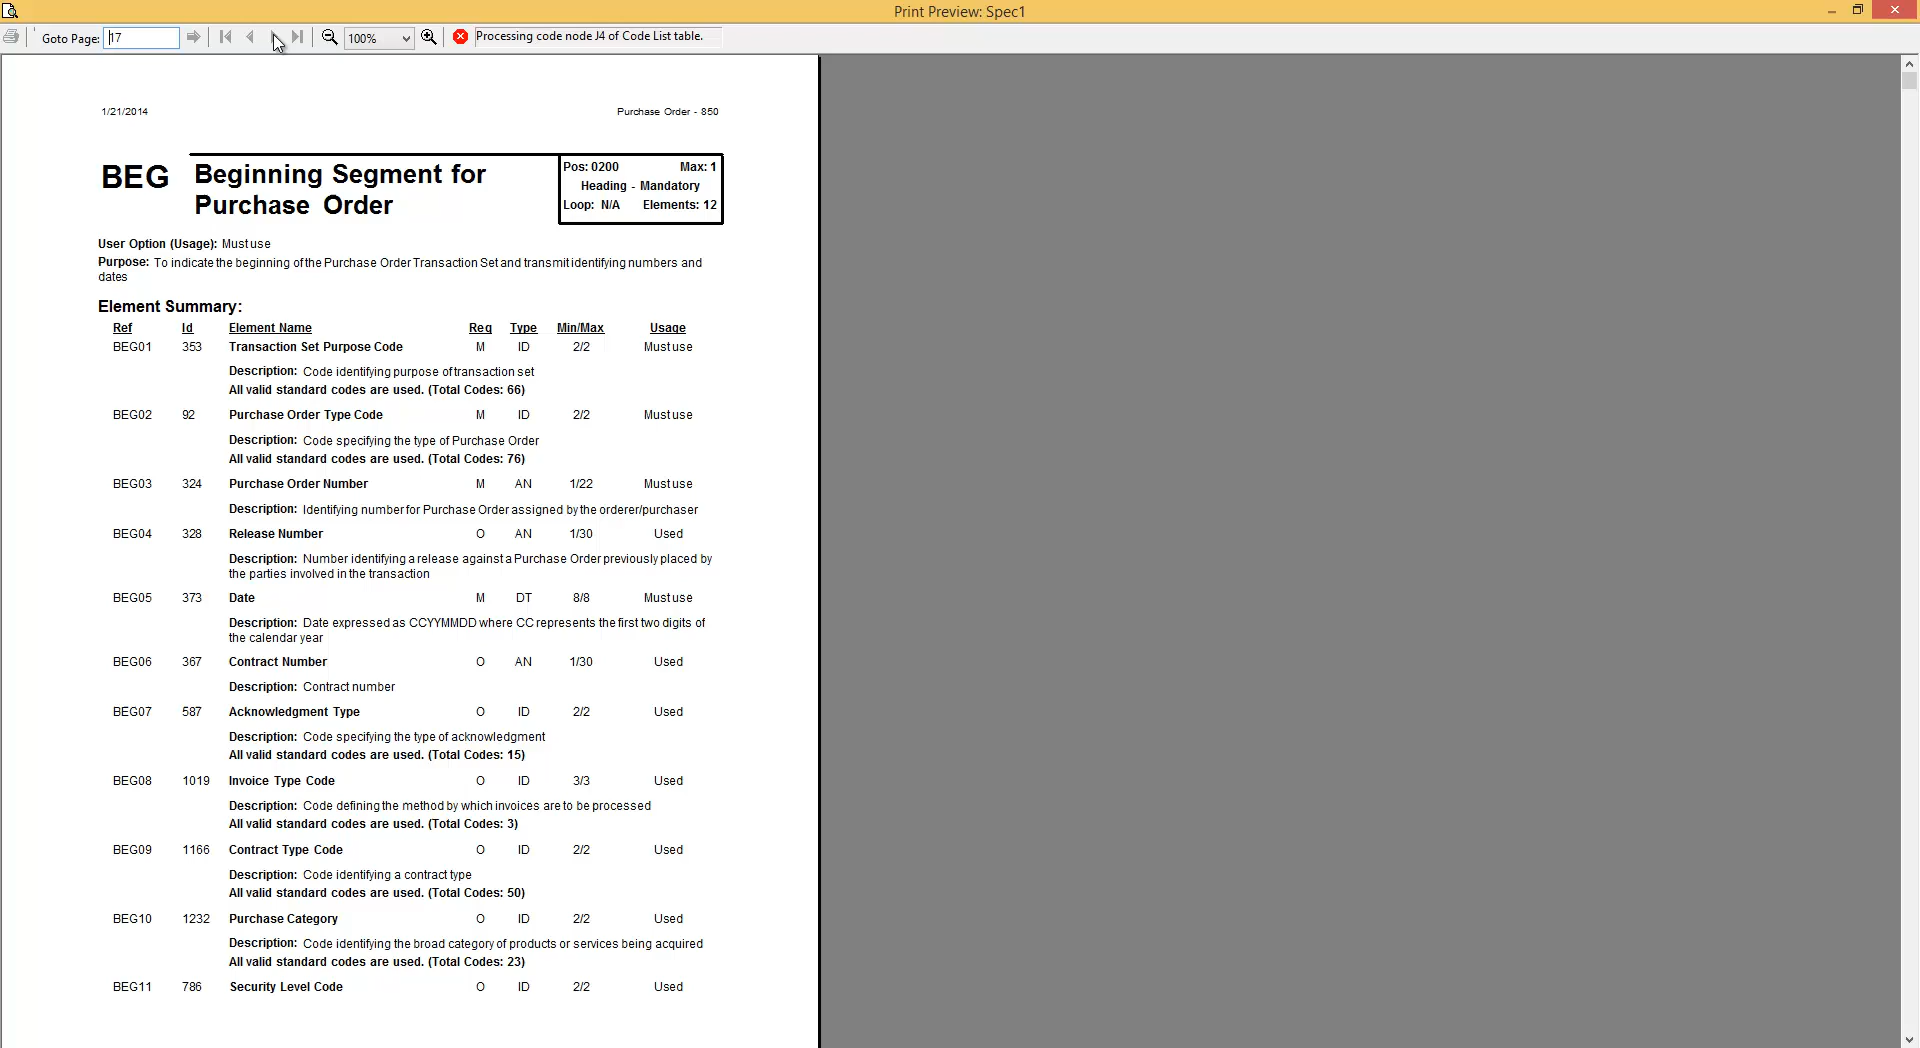 Print Preview: Spec1
Goto Page: 17 100% Processing code node J4 of Code List table.
1/21/2014 Purchase Order - 850
BEG Beginning Segment for
Purchase Order
Pos: 0200 Max: 1
Heading - Mandatory
Loop: N/A Elements: 12
User Option (Usage): Must use
Purpose: To indicate the beginning of the Purchase Order Transaction Set and transmit identifying numbers and
dates
Element Summary:
Ref Id Element Name Req Type Min/Max Usage
BEG01 353 Transaction Set Purpose Code M ID 2/2 Must use
Description: Code identifying purpose of transaction set
All valid standard codes are used. (Total Codes: 66)
BEG02 92 Purchase Order Type Code M ID 2/2 Must use
Description: Code specifying the type of Purchase Order
All valid standard codes are used. (Total Codes: 76)
BEG03 324 Purchase Order Number M AN 1/22 Must use
Description: Identifying number for Purchase Order assigned by the orderer/purchaser
BEG04 328 Release Number O AN 1/30 Used
Description: Number identifying a release against a Purchase Order previously placed by
the parties involved in the transaction
BEG05 373 Date M DT 8/8 Must use
Description: Date expressed as CCYYMMDD where CC represents the first two digits of
the calendar year
BEG06 367 Contract Number O AN 1/30 Used
Description: Contract number
BEG07 587 Acknowledgment Type O ID 2/2 Used
Description: Code specifying the type of acknowledgment
All valid standard codes are used. (Total Codes: 15)
BEG08 1019 Invoice Type Code O ID 3/3 Used
Description: Code defining the method by which invoices are to be processed
All valid standard codes are used. (Total Codes: 3)
BEG09 1166 Contract Type Code O ID 2/2 Used
Description: Code identifying a contract type
All valid standard codes are used. (Total Codes: 50)
BEG10 1232 Purchase Category O ID 2/2 Used
Description: Code identifying the broad category of products or services being acquired
All valid standard codes are used. (Total Codes: 23)
BEG11 786 Security Level Code O ID 2/2 Used